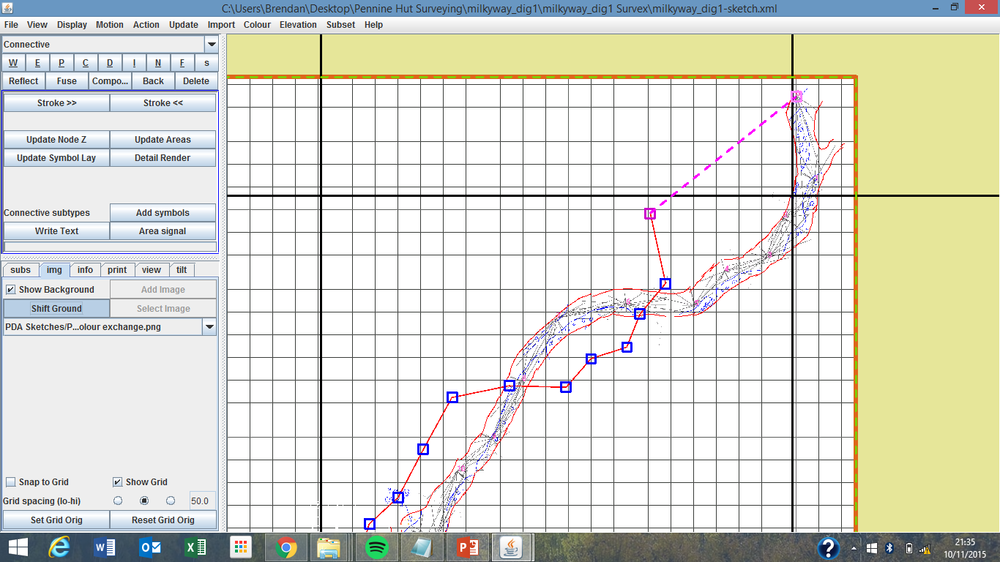 C:\Users\Brendan\Desktop\Pennine Hut Surveying\milkyway_dig1\milkyway_dig1 Survex\milkyway_dig1-sketch.xml
File View Display Motion Action Update Import Colour Elevation Subset Help
Connective
W E P C D I N F s
Reflect Fuse Compo... Back Delete
Stroke >> Stroke <<
Update Node Z Update Areas
Update Symbol Lay Detail Render
Connective subtypes Add symbols
Write Text Area signal
subs img info print view tilt
Show Background Add Image
Shift Ground Select Image
PDA Sketches/P...olour exchange.png
Snap to Grid Show Grid
Grid spacing (lo-hi) 50.0
Set Grid Orig Reset Grid Orig
21:35
10/11/2015